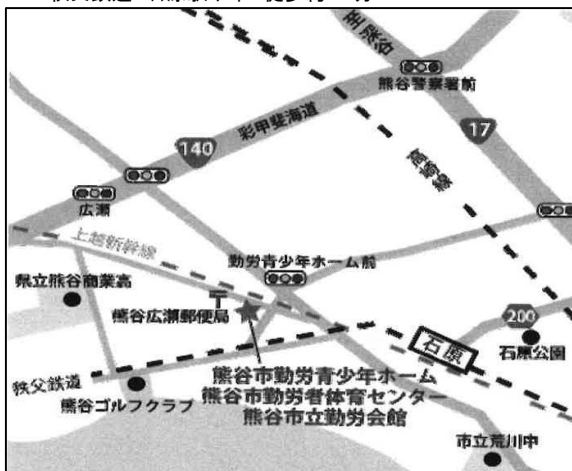 至深谷
熊谷警察署前
彩甲斐海道
17
140
高崎線
広瀬
上越新幹線
勤労青少年ホーム前
県立熊谷商業高
熊谷広瀬郵便局
200
石原
石原公園
秩父鉄道
熊谷市勤労青少年ホーム
熊谷市勤労者体育センター
熊谷市立勤労会館
熊谷ゴルフクラブ
市立荒川中